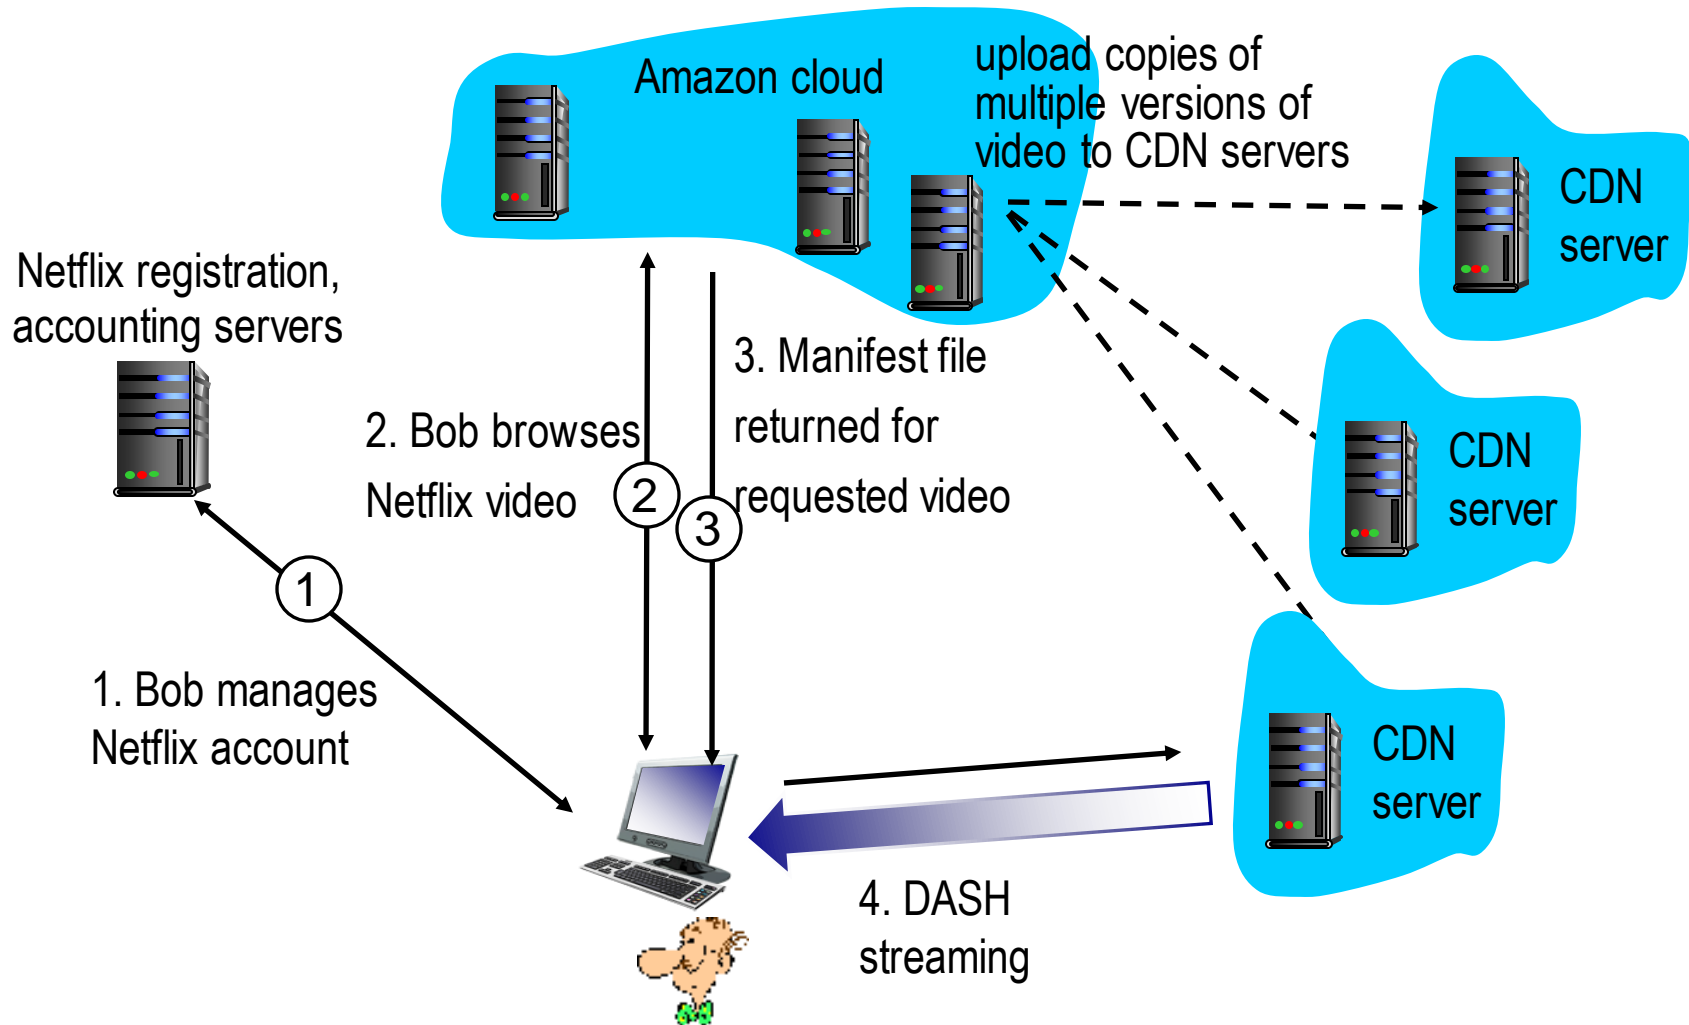 Amazon cloud
upload copies of
multiple versions of
video to CDN servers
CDN
server
Netflix registration,
accounting servers
3. Manifest file
returned for
requested video
2. Bob browses
Netflix video
2
3
CDN
server
1
1. Bob manages
Netflix account
CDN
server
4. DASH
streaming